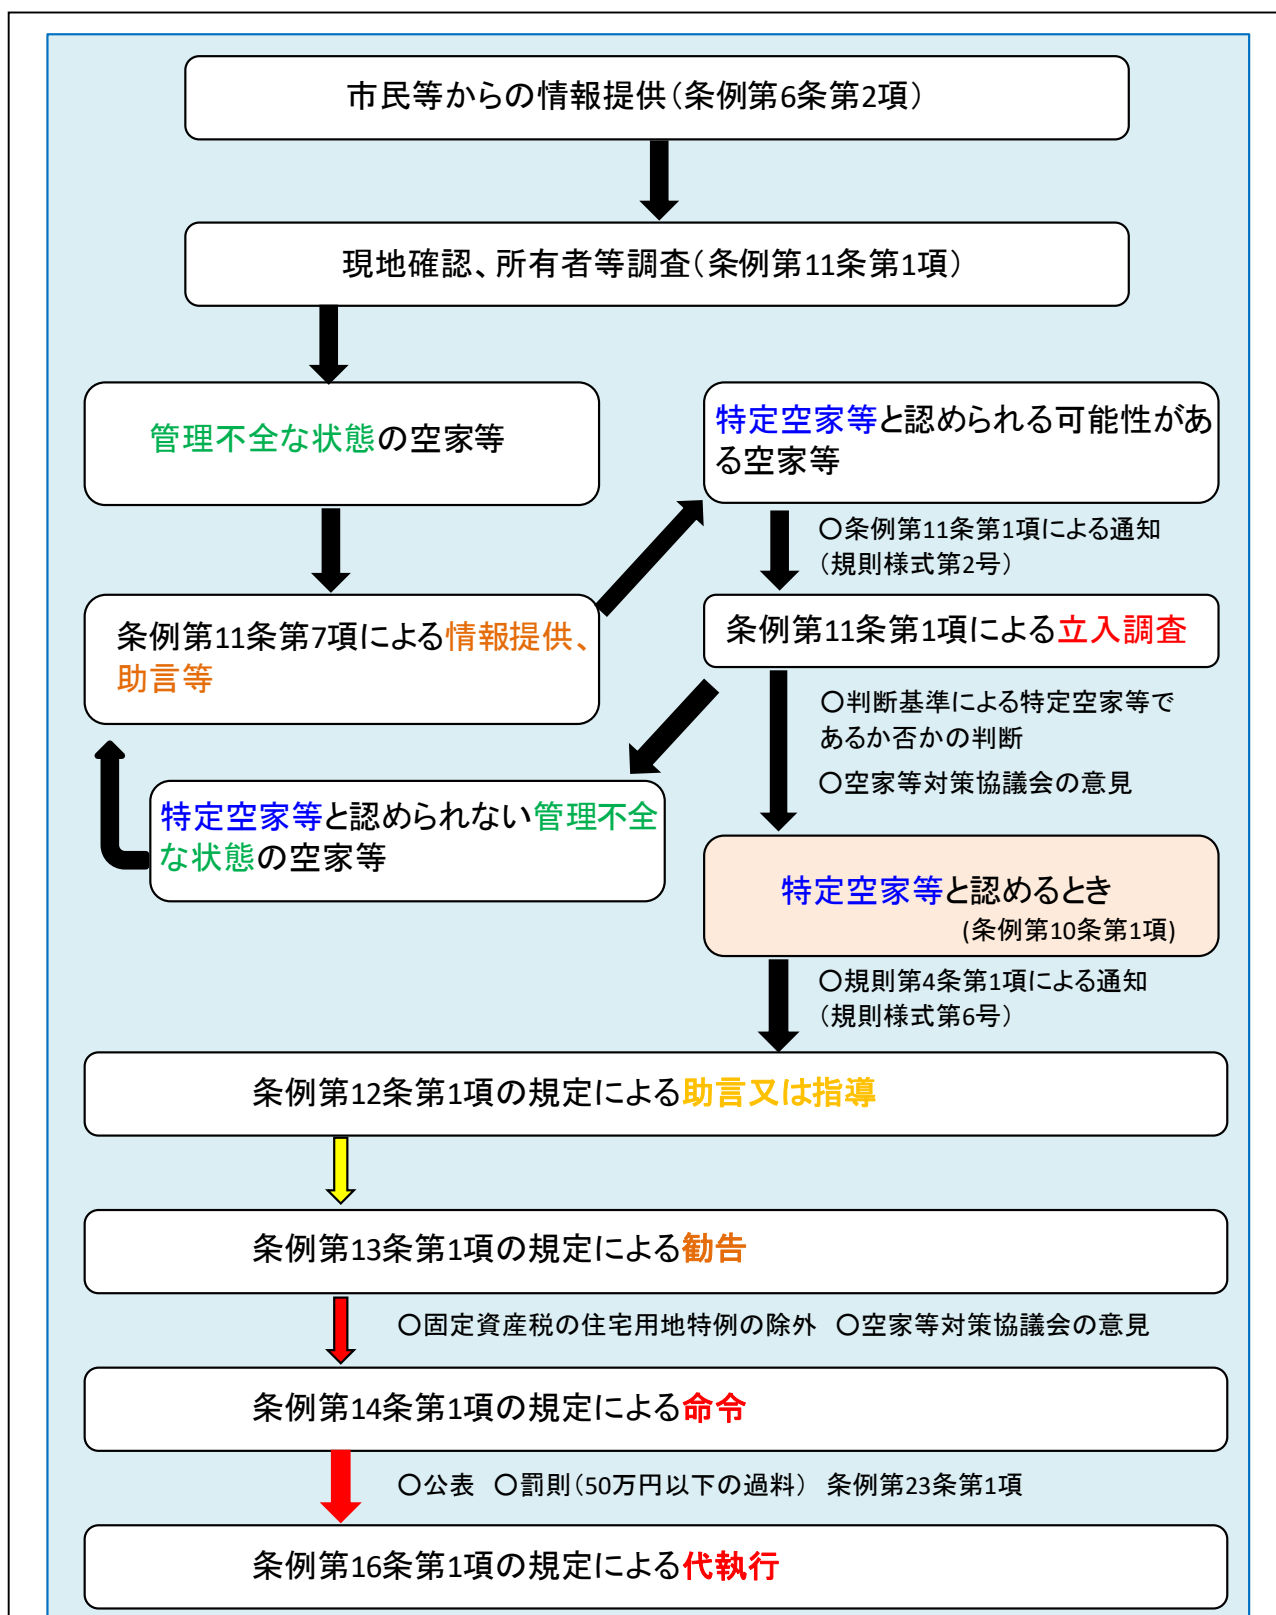 市民等からの情報提供（条例第6条第2項）
現地確認、所有者等調査（条例第11条第1項）
管理不全な状態の空家等
条例第11条第7項による情報提供、
助言等
特定空家等と認められる可能性があ
る空家等
〇条例第11条第1項による通知
（規則様式第2号）
条例第11条第1項による立入調査
〇判断基準による特定空家等で
あるか否かの判断
〇空家等対策協議会の意見
特定空家等と認められない管理不全
な状態の空家等
特定空家等と認めるとき
(条例第10条第1項)
〇規則第4条第1項による通知
（規則様式第6号）
条例第12条第1項の規定による助言又は指導
条例第13条第1項の規定による勧告
〇固定資産税の住宅用地特例の除外　〇空家等対策協議会の意見
条例第14条第1項の規定による命令
〇公表　〇罰則（50万円以下の過料）　条例第23条第1項
条例第16条第1項の規定による代執行